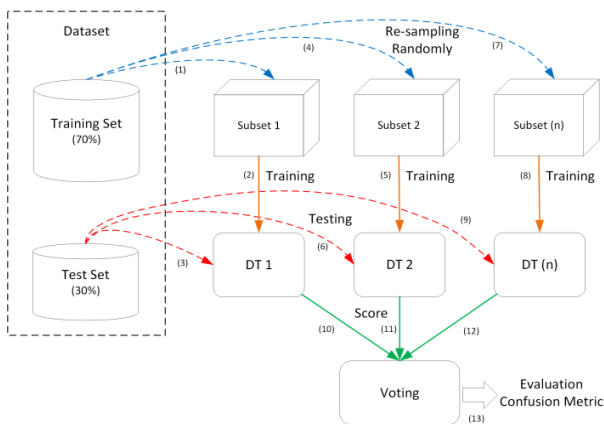 Dataset
Re-sampling
Randomly
(1)
(4)
(7)
Training Set
(70%)
Subset 1
Subset 2
Subset (n)
(2)
Training
(5)
Training
(8)
Training
Testing
(9)
(6)
(3)
Test Set
(30%)
DT 1
DT 2
DT (n)
Score
(10)
(11)
(12)
Voting
(13)
Evaluation
Confusion Metric